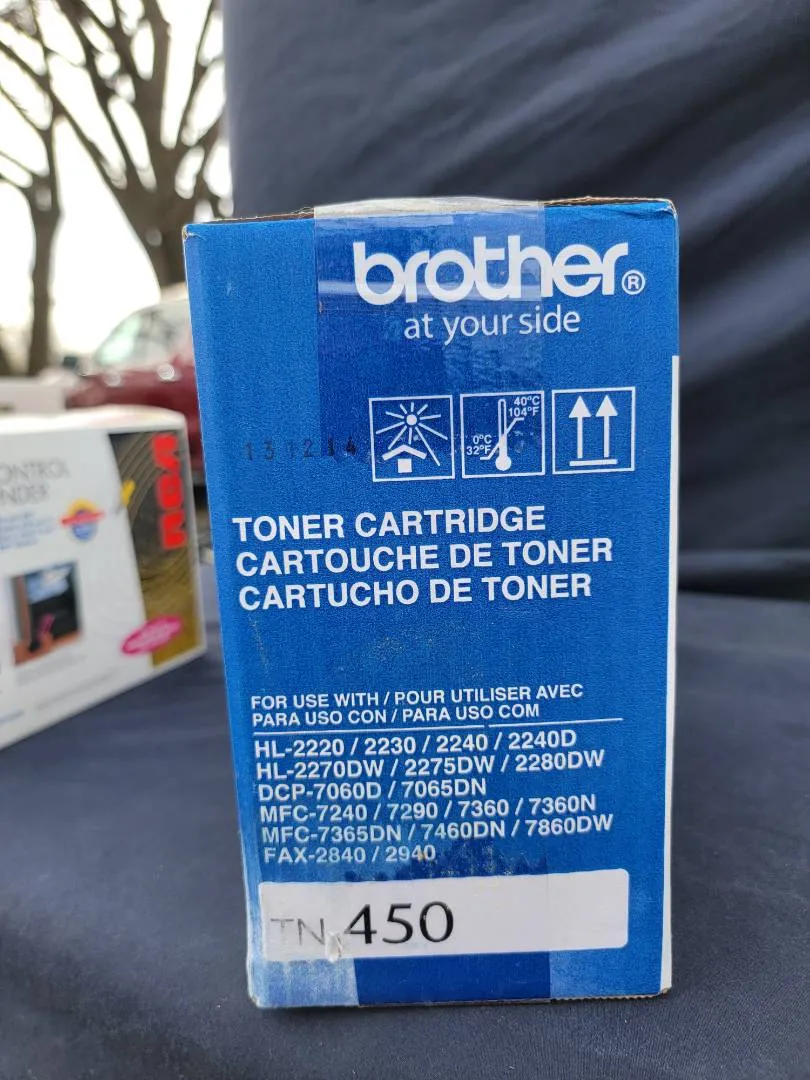 brother®
at your side
40°C
104°F
0°C
32°F
131214
TONER CARTRIDGE
CARTOUCHE DE TONER
CARTUCHO DE TONER
FOR USE WITH / POUR UTILISER AVEC
PARA USO CON / PARA USO COM
HL-2220 / 2230 / 2240 / 2240D
HL-2270DW / 2275DW / 2280DW
DCP-7060D / 7065DN
MFC-7240 / 7290 / 7360 / 7360N
MFC-7365DN / 7460DN / 7860DW
FAX-2840 / 2940
TN 450
RCA